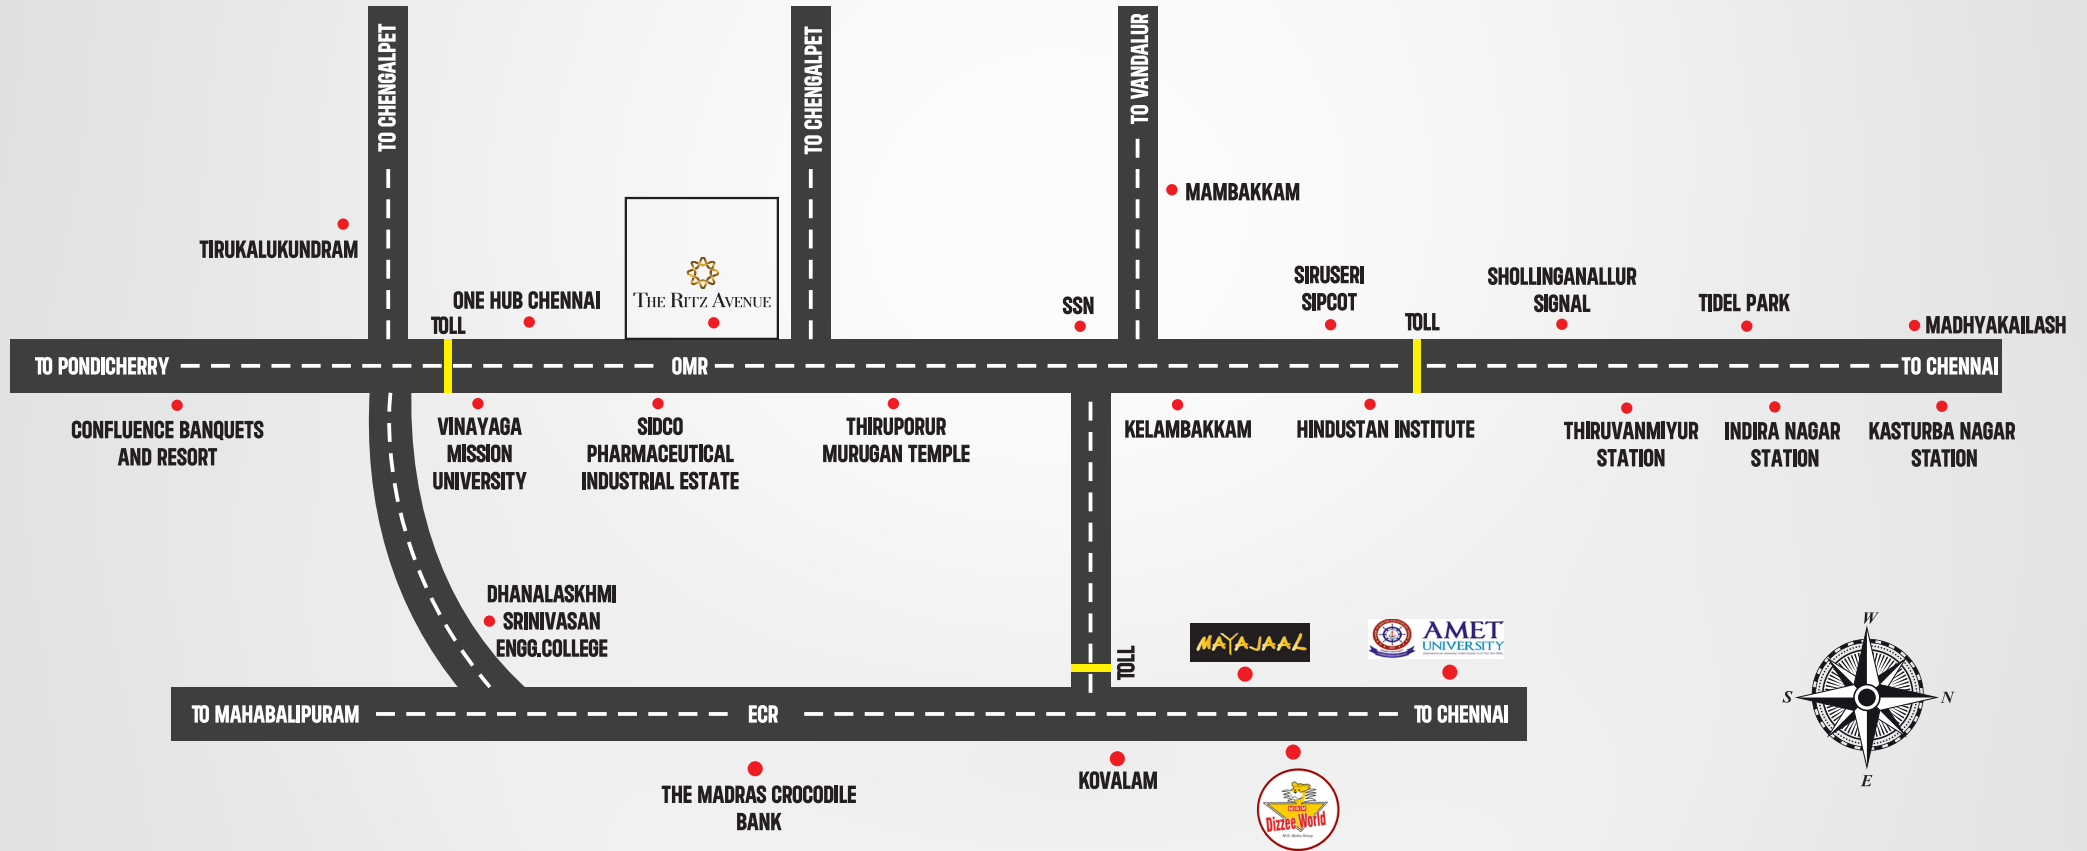 TO CHENGALPET
TO CHENGALPET
TO VANDALUR
MAMBAKKAM
TIRUKALUKUNDRAM
ONE HUB CHENNAI
THE RITZ AVENUE
SSN
SIRUSERI
SIPCOT
SHOLLINGANALLUR
SIGNAL
TIDEL PARK
MADHYAKAILASH
TOLL
TOLL
TO PONDICHERRY
OMR
TO CHENNAI
CONFLUENCE BANQUETS
AND RESORT
VINAYAGA
MISSION
UNIVERSITY
SIDCO
PHARMACEUTICAL
INDUSTRIAL ESTATE
THIRUPORUR
MURUGAN TEMPLE
KELAMBAKKAM
HINDUSTAN INSTITUTE
THIRUVANMIYUR
STATION
INDIRA NAGAR
STATION
KASTURBA NAGAR
STATION
DHANALASKHMI
SRINIVASAN
ENGG.COLLEGE
TOLL
MAYAJAAL
AMET
UNIVERSITY
TO MAHABALIPURAM
ECR
TO CHENNAI
THE MADRAS CROCODILE
BANK
KOVALAM
MGM
Dizzee World
W
S
N
E